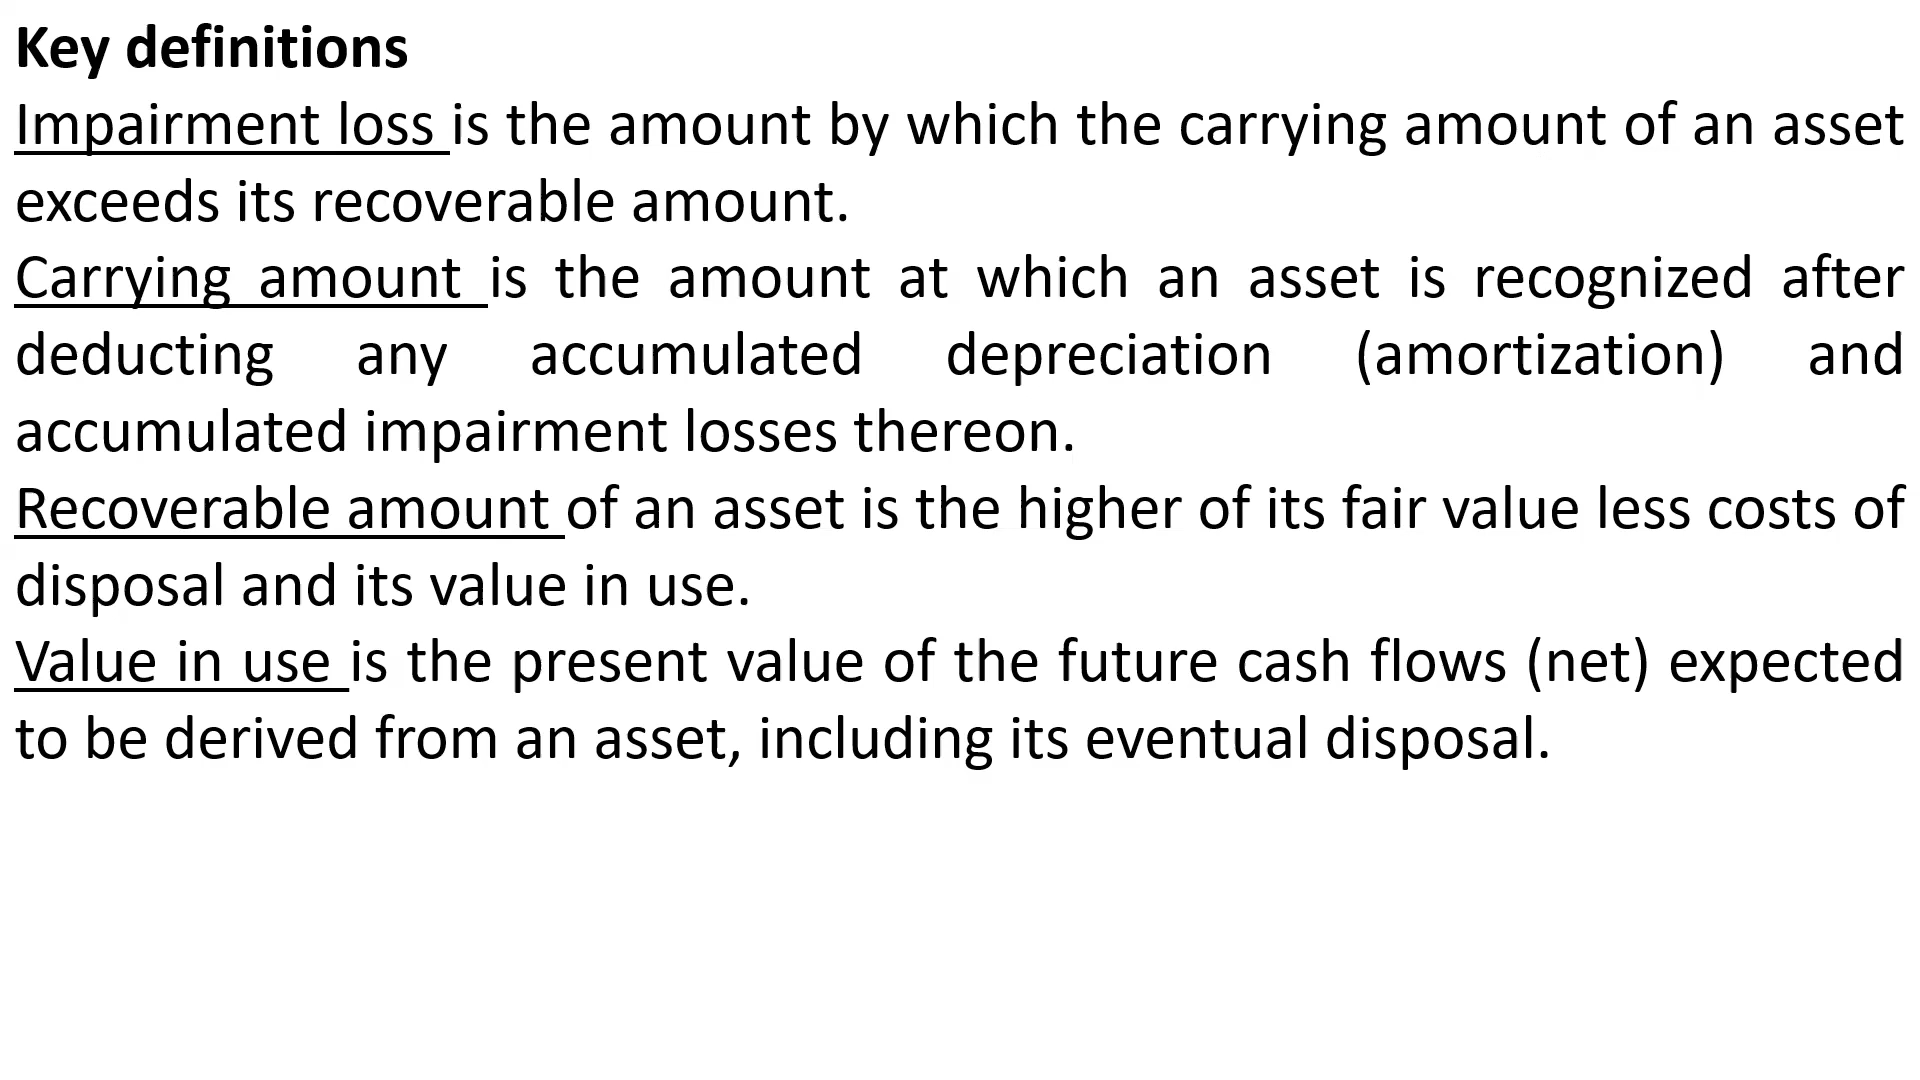 Key definitions
Impairment loss is the amount by which the carrying amount of an asset
exceeds its recoverable amount.
Carrying amount is the amount at which an asset is recognized after
deducting any accumulated depreciation (amortization) and
accumulated impairment losses thereon.
Recoverable amount of an asset is the higher of its fair value less costs of
disposal and its value in use.
Value in use is the present value of the future cash flows (net) expected
to be derived from an asset, including its eventual disposal.